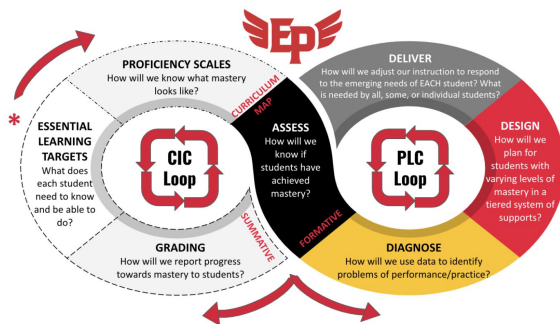 EP
PROFICIENCY SCALES
How will we know what mastery
looks like?
CURRICULUM
MAP
*
ESSENTIAL
LEARNING
TARGETS
What does
each student
need to know
and be able to
do?
CIC
Loop
GRADING
How will we report progress
towards mastery to students?
SUMMATIVE
ASSESS
How will we
know if
students have
achieved
mastery?
FORMATIVE
DELIVER
How will we adjust our instruction to respond
to the emerging needs of EACH student? What
is needed by all, some, or individual students?
DESIGN
How will we
plan for
students with
varying levels of
mastery in a
tiered system of
supports?
PLC
Loop
DIAGNOSE
How will we use data to identify
problems of performance/practice?